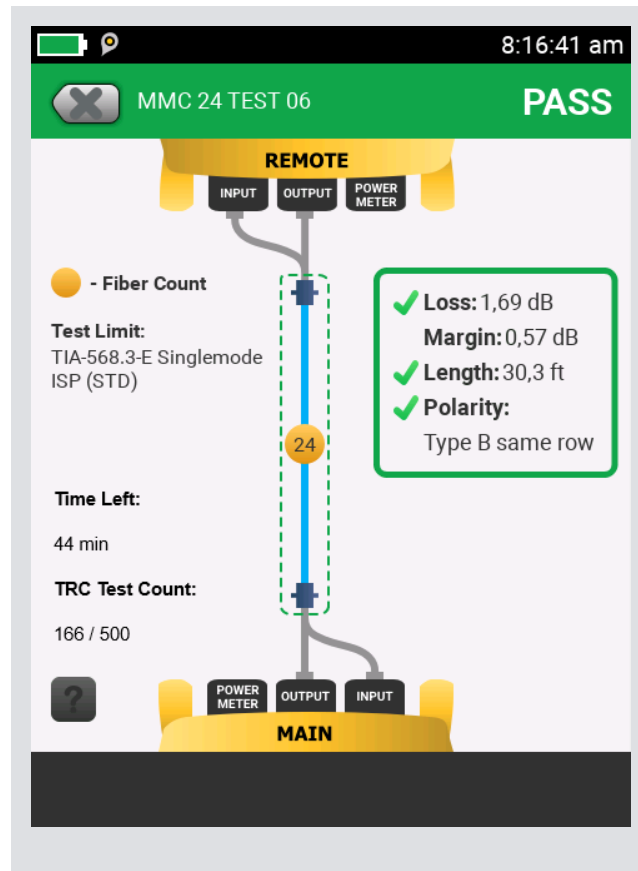 8:16:41 am
MMC 24 TEST 06
PASS
REMOTE
INPUT
OUTPUT
POWER
METER
- Fiber Count
Test Limit:
TIA-568.3-E Singlemode
ISP (STD)
Loss: 1,69 dB
Margin: 0,57 dB
Length: 30,3 ft
Polarity:
Type B same row
24
Time Left:
44 min
TRC Test Count:
166 / 500
?
POWER
METER
OUTPUT
INPUT
MAIN